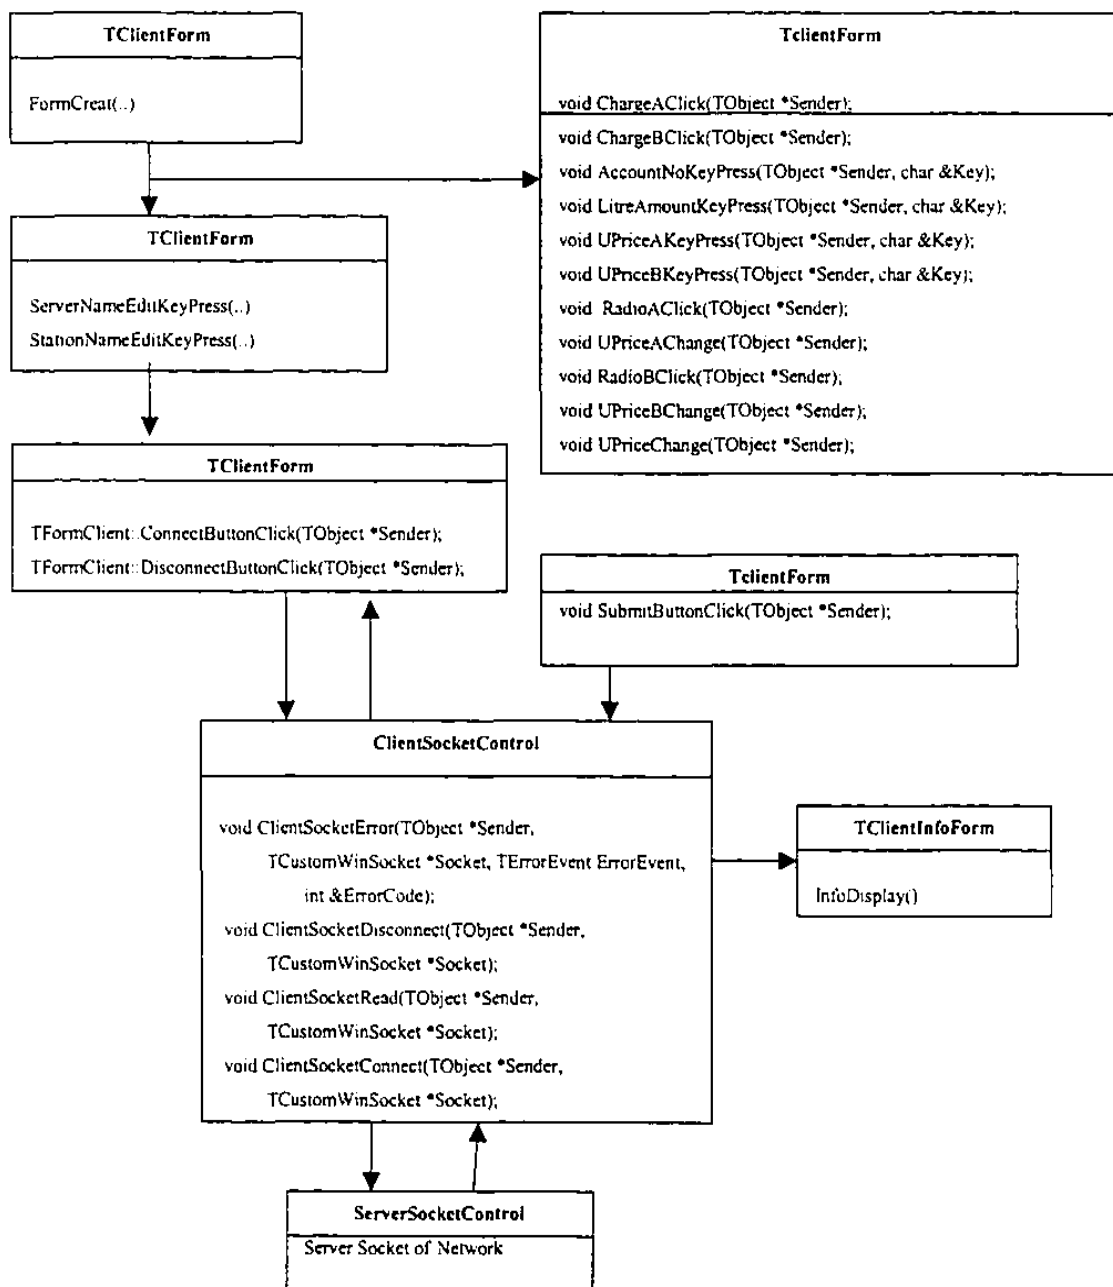 TClientForm
FormCreat(..)
TClientForm
ServerNameEditKeyPress(..)
StationNameEditKeyPress(..)
TClientForm
TFormClient::ConnectButtonClick(TObject *Sender);
TFormClient::DisconnectButtonClick(TObject *Sender);
TclientForm
void ChargeAClick(TObject *Sender);
void ChargeBClick(TObject *Sender);
void AccountNoKeyPress(TObject *Sender, char &Key);
void LitreAmountKeyPress(TObject *Sender, char &Key);
void UPriceAKeyPress(TObject *Sender, char &Key);
void UPriceBKeyPress(TObject *Sender, char &Key);
void RadioAClick(TObject *Sender);
void UPriceAChange(TObject *Sender);
void RadioBClick(TObject *Sender);
void UPriceBChange(TObject *Sender);
void UPriceChange(TObject *Sender);
TclientForm
void SubmitButtonClick(TObject *Sender);
ClientSocketControl
void ClientSocketError(TObject *Sender,
TCustomWinSocket *Socket, TErrorEvent ErrorEvent,
int &ErrorCode);
void ClientSocketDisconnect(TObject *Sender,
TCustomWinSocket *Socket);
void ClientSocketRead(TObject *Sender,
TCustomWinSocket *Socket);
void ClientSocketConnect(TObject *Sender,
TCustomWinSocket *Socket);
TClientInfoForm
InfoDisplay()
ServerSocketControl
Server Socket of Network